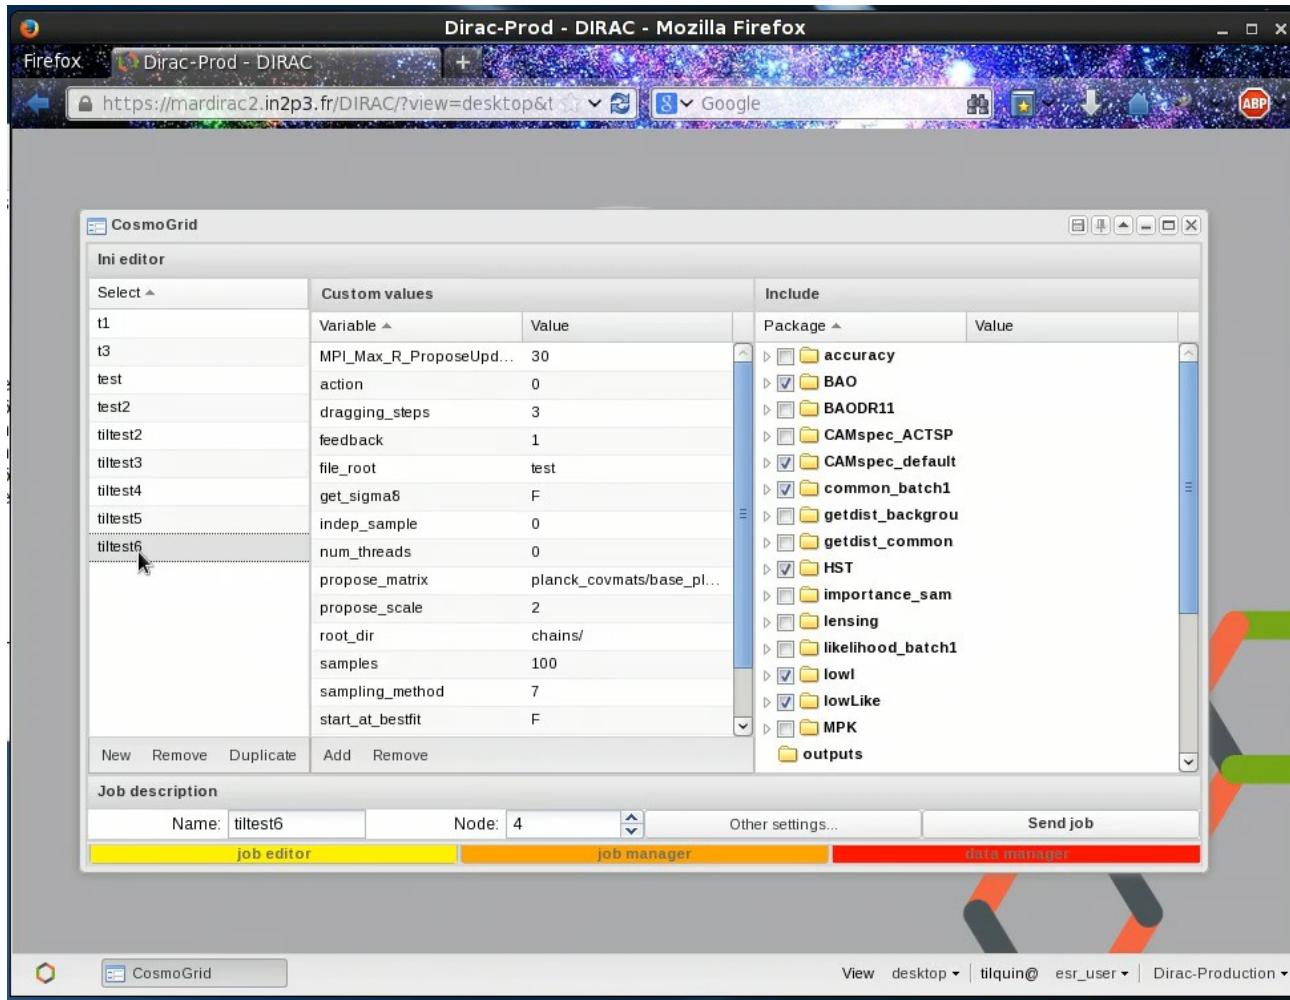 Dirac-Prod - DIRAC - Mozilla Firefox
Firefox
Dirac-Prod - DIRAC
https://mardirac2.in2p3.fr/DIRAC/?view=desktop&t
8
Google
ABP
CosmoGrid
Ini editor
Select
Custom values
Include
t1
Variable
Value
Package
Value
t3
test
test2
tiltest2
tiltest3
tiltest4
tiltest5
tiltest6
MPI_Max_R_ProposeUpd... 30
action 0
dragging_steps 3
feedback 1
file_root test
get_sigma8 F
indep_sample 0
num_threads 0
propose_matrix planck_covmats/base_pl...
propose_scale 2
root_dir chains/
samples 100
sampling_method 7
start_at_bestfit F
accuracy
BAO
BAODR11
CAMspec_ACTSP
CAMspec_default
common_batch1
getdist_backgrou
getdist_common
HST
importance_sam
lensing
likelihood_batch1
lowl
lowLike
MPK
outputs
New Remove Duplicate
Add Remove
Job description
Name: tiltest6 Node: 4 Other settings... Send job
job editor job manager data manager
CosmoGrid
View desktop tilquin@ esr_user Dirac-Production